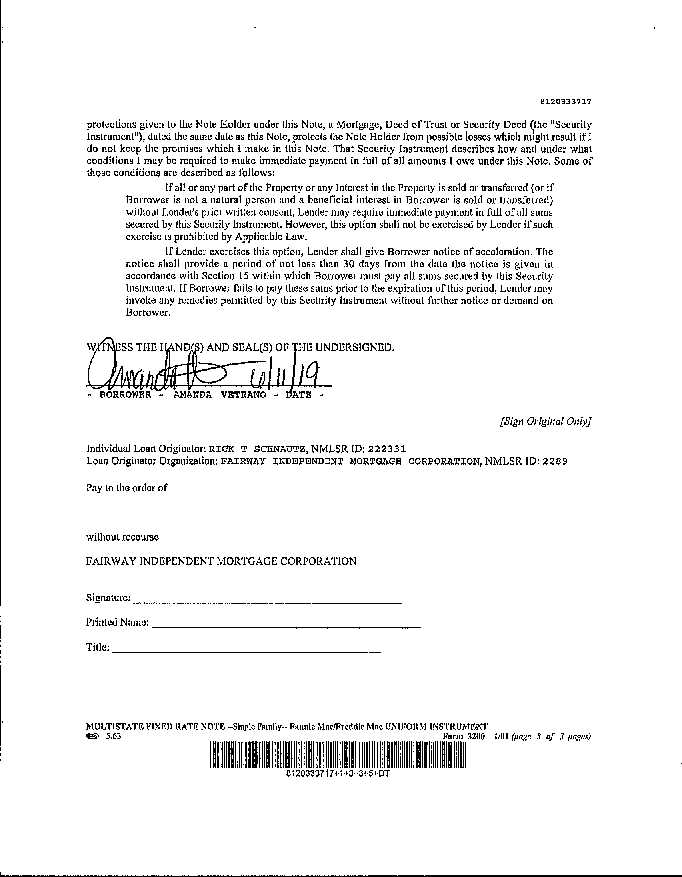 8120333717
protections given to the Note Holder under this Note, a Mortgage, Deed of Trust or Security Deed (the "Security
Instrument"), dated the same date as this Note, protects the Note Holder from possible losses which might result if I
do not keep the promises which I make in this Note. That Security Instrument describes how and under what
conditions I may be required to make immediate payment in full of all amounts I owe under this Note. Some of
those conditions are described as follows:
If all or any part of the Property or any Interest in the Property is sold or transferred (or if
Borrower is not a natural person and a beneficial interest in Borrower is sold or transferred)
without Lender's prior written consent, Lender may require immediate payment in full of all sums
secured by this Security Instrument. However, this option shall not be exercised by Lender if such
exercise is prohibited by Applicable Law.
If Lender exercises this option, Lender shall give Borrower notice of acceleration. The
notice shall provide a period of not less than 30 days from the date the notice is given in
accordance with Section 15 within which Borrower must pay all sums secured by this Security
Instrument. If Borrower fails to pay these sums prior to the expiration of this period, Lender may
invoke any remedies permitted by this Security Instrument without further notice or demand on
Borrower.
WITNESS THE HAND(S) AND SEAL(S) OF THE UNDERSIGNED.
6/11/19
- BORROWER - AMANDA VETRANO - DATE -
[Sign Original Only]
Individual Loan Originator: RICK T SCHNAUTZ, NMLSR ID: 222331
Loan Originator Organization: FAIRWAY INDEPENDENT MORTGAGE CORPORATION, NMLSR ID: 2289
Pay to the order of
without recourse
FAIRWAY INDEPENDENT MORTGAGE CORPORATION
Signature:
Printed Name:
Title:
MULTISTATE FIXED RATE NOTE --Single Family-- Fannie Mae/Freddie Mac UNIFORM INSTRUMENT
5.63 Form 3200 1/01 (page 3 of 3 pages)